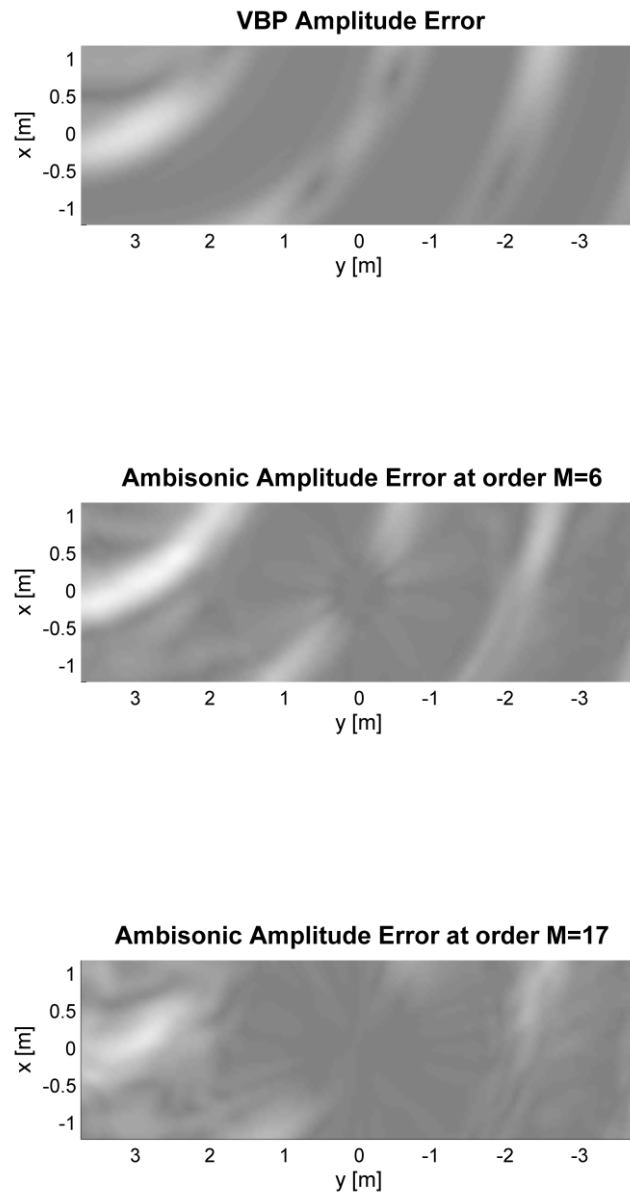 VBP Amplitude Error
1
0.5
0
-0.5
-1
x [m]
3 2 1 0 -1 -2 -3
y [m]
Ambisonic Amplitude Error at order M=6
1
0.5
0
-0.5
-1
x [m]
3 2 1 0 -1 -2 -3
y [m]
Ambisonic Amplitude Error at order M=17
1
0.5
0
-0.5
-1
x [m]
3 2 1 0 -1 -2 -3
y [m]